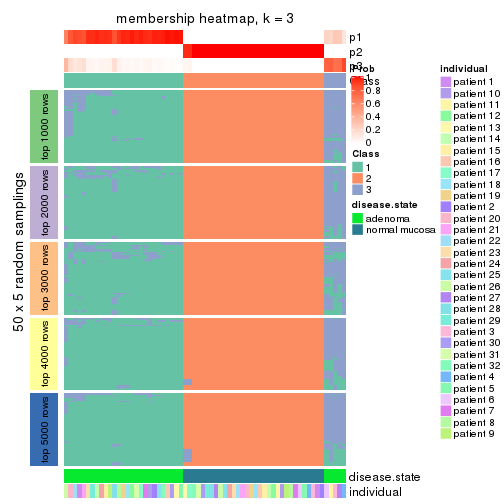 membership heatmap, k = 3
p1
p2
p3
Prob
1
0.8
0.6
0.4
0.2
0
Class
Class
1
2
3
disease.state
adenoma
normal mucosa
individual
patient 1
patient 10
patient 11
patient 12
patient 13
patient 14
patient 15
patient 16
patient 17
patient 18
patient 19
patient 2
patient 20
patient 21
patient 22
patient 23
patient 24
patient 25
patient 26
patient 27
patient 28
patient 29
patient 3
patient 30
patient 31
patient 32
patient 4
patient 5
patient 6
patient 7
patient 8
patient 9
50 x 5 random samplings
top 1000 rows
top 2000 rows
top 3000 rows
top 4000 rows
top 5000 rows
disease.state
individual